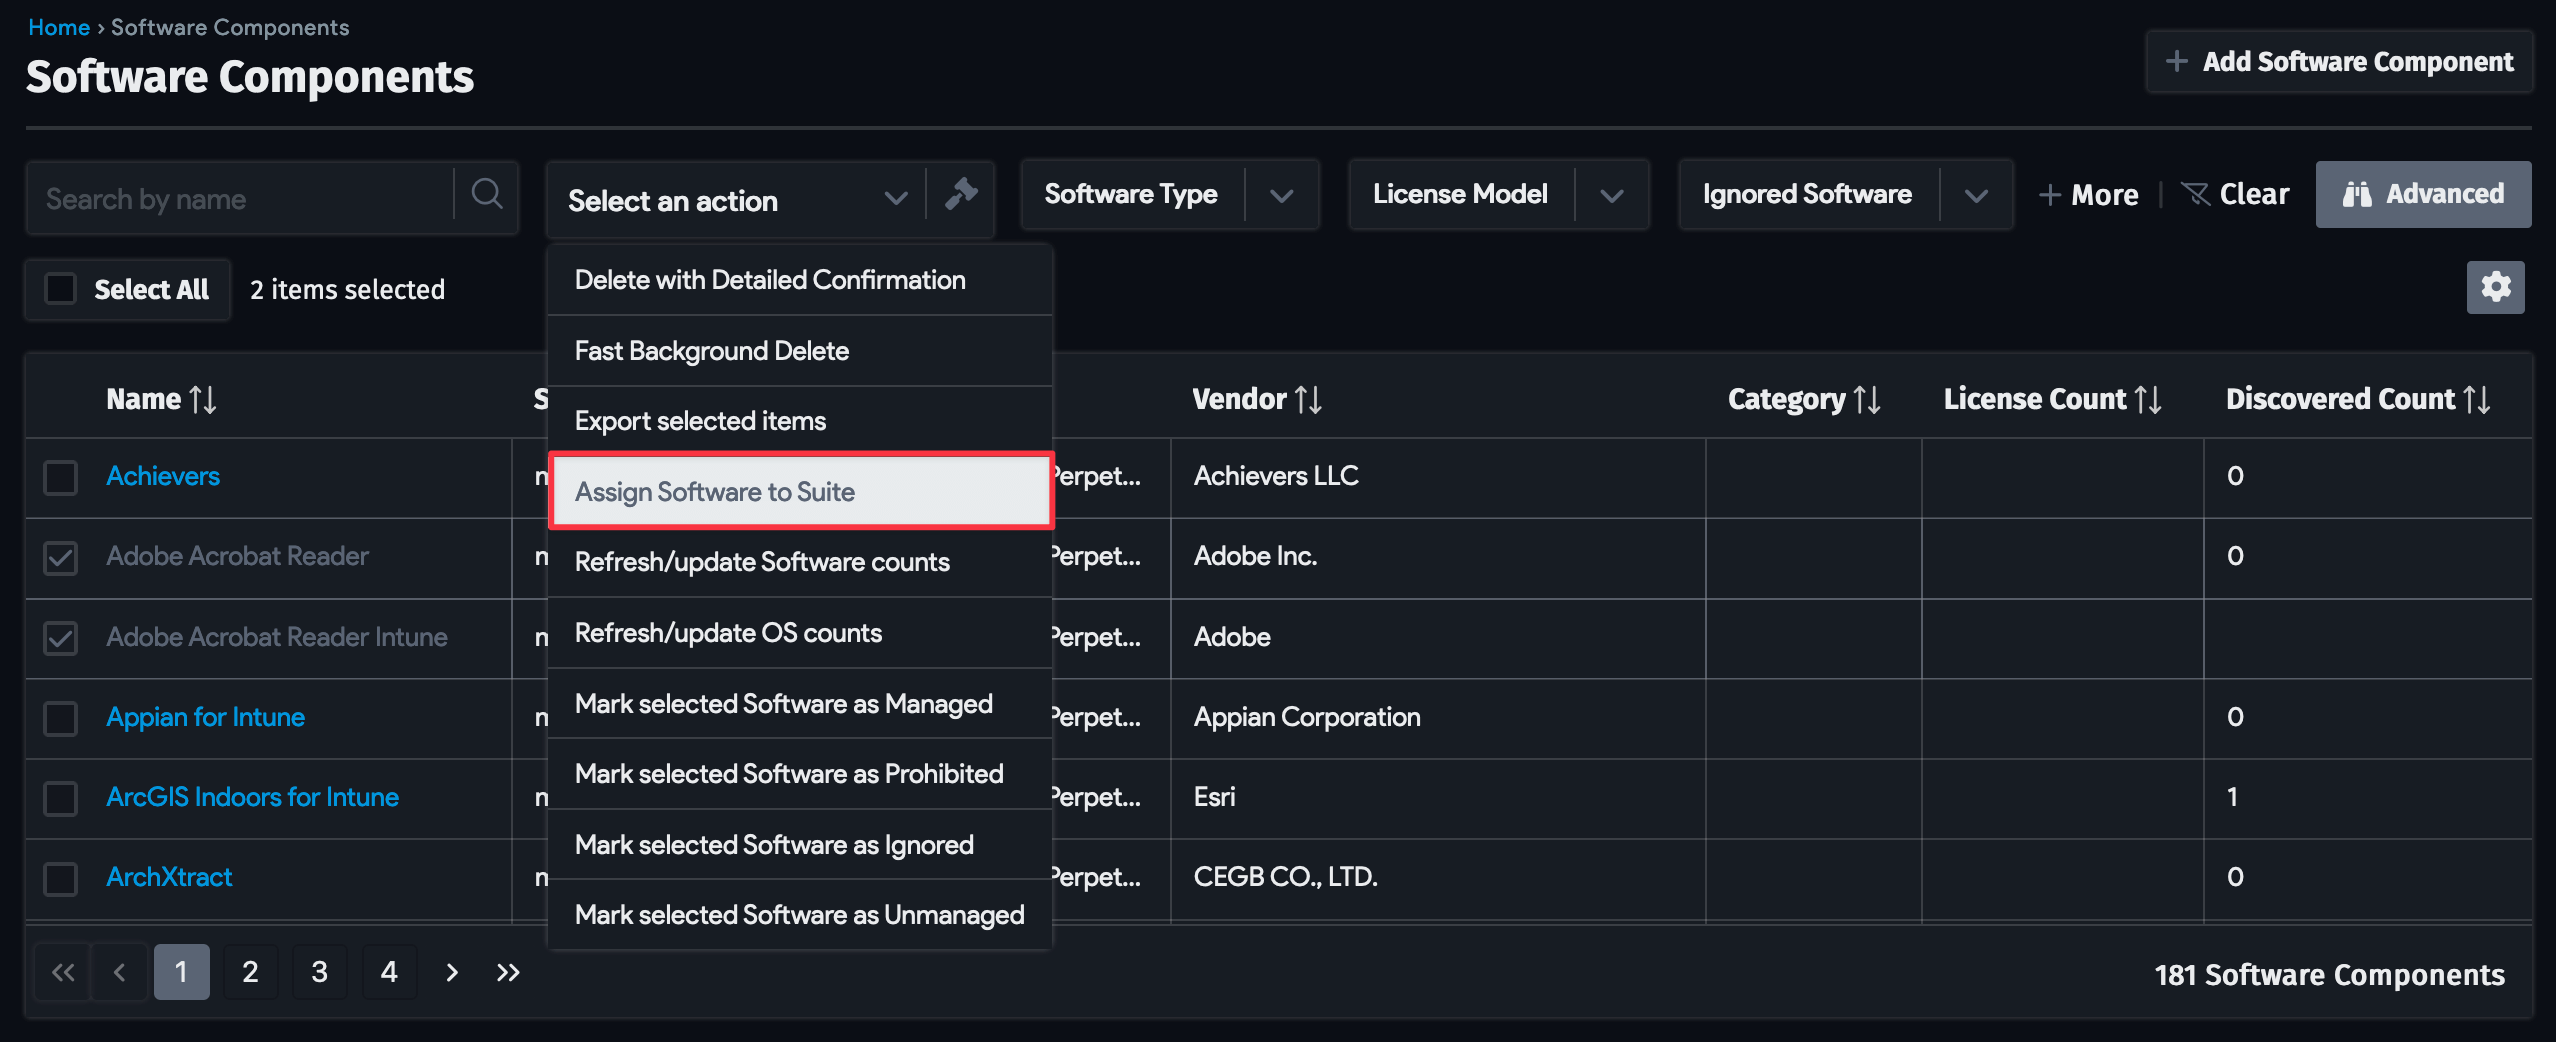 Home › Software Components
Software Components
Add Software Component
Search by name
Select an action
Software Type
License Model
Ignored Software
More
Clear
Advanced
Select All
2 items selected
Delete with Detailed Confirmation
Fast Background Delete
Export selected items
Assign Software to Suite
Refresh/update Software counts
Refresh/update OS counts
Mark selected Software as Managed
Mark selected Software as Prohibited
Mark selected Software as Ignored
Mark selected Software as Unmanaged
Name Vendor Category License Count Discovered Count
Achievers Perpet... Achievers LLC 0
Adobe Acrobat Reader Perpet... Adobe Inc. 0
Adobe Acrobat Reader Intune Perpet... Adobe
Appian for Intune Perpet... Appian Corporation 0
ArcGIS Indoors for Intune Perpet... Esri 1
ArchXtract Perpet... CEGB CO., LTD. 0
1 2 3 4
181 Software Components